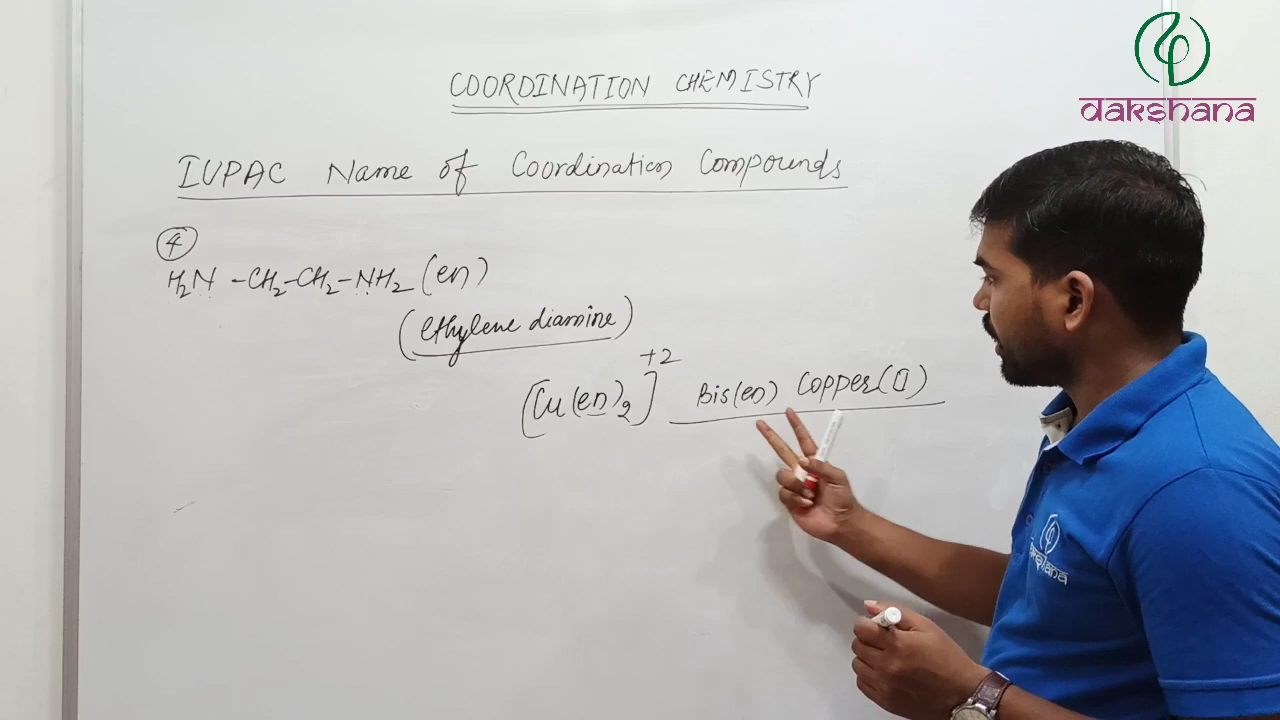 dakshana
COORDINATION CHEMISTRY
IUPAC Name of Coordination Compounds
4
H2N-CH2-CH2-NH2 (en)
(ethylene diamine)
[Cu(en)2]+2 Bis(en) Copper(II)
dakshana